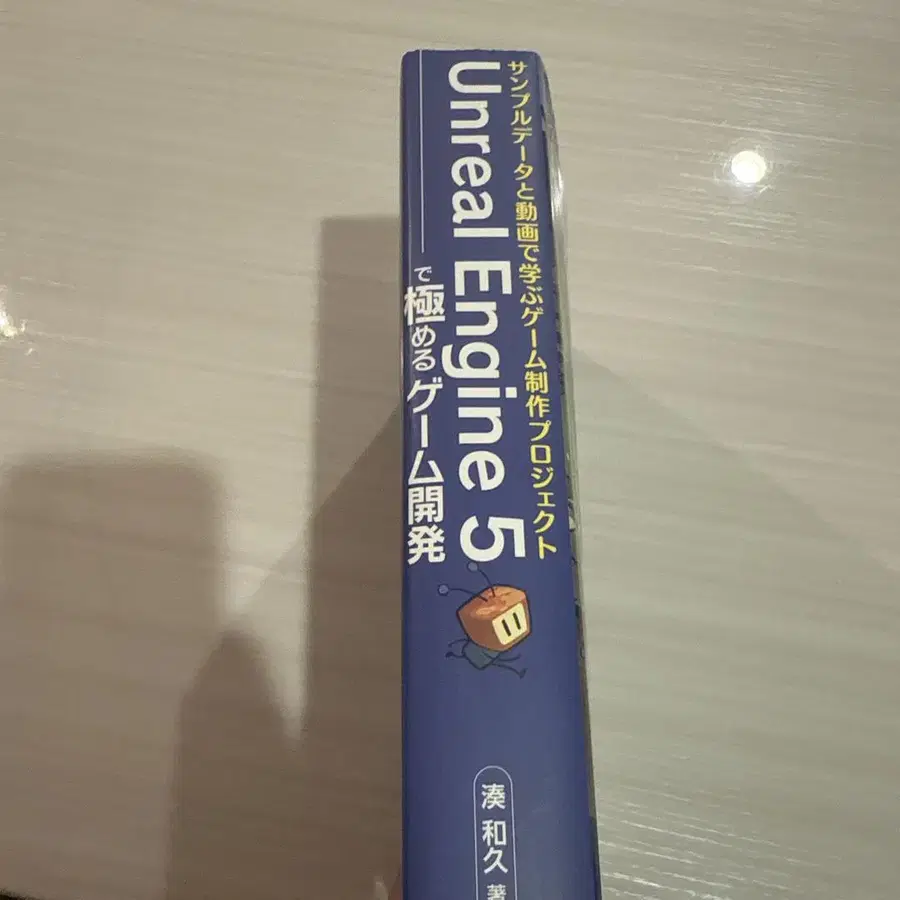 サンプルデータと動画で学ぶゲーム制作プロジェクト
Unreal Engine 5
で極めるゲーム開発
湊 和久 著